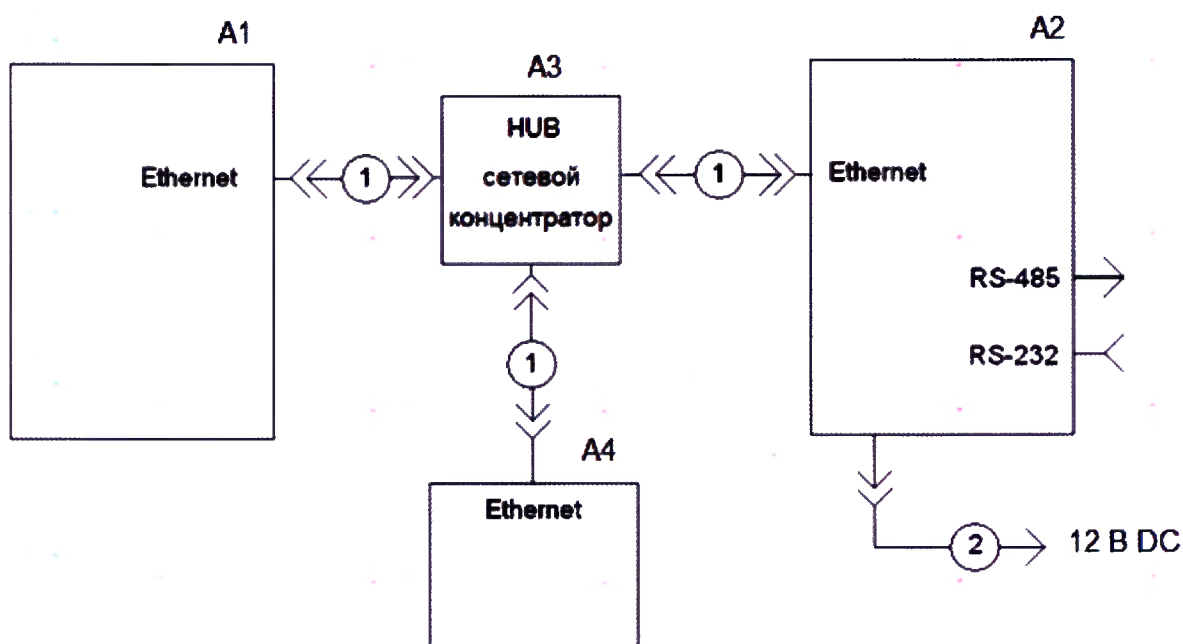 A1
A2
A3
HUB
сетевой
концентратор
Ethernet
1
1
Ethernet
RS-485
RS-232
1
A4
Ethernet
2
12 В DC